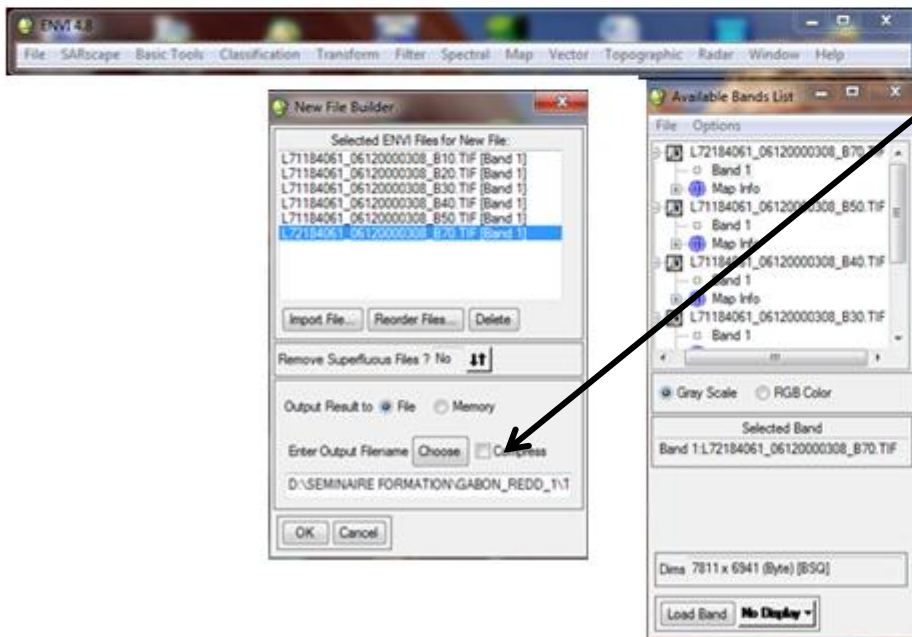 ENVI 4.8
File SARscape Basic Tools Classification Transform Filter Spectral Map Vector Topographic Radar Window Help
New File Builder
Selected ENVI Files for New File:
L71184061_06120000308_B10.TIF [Band 1]
L71184061_06120000308_B20.TIF [Band 1]
L71184061_06120000308_B30.TIF [Band 1]
L71184061_06120000308_B40.TIF [Band 1]
L71184061_06120000308_B50.TIF [Band 1]
L72184061_06120000308_B70.TIF [Band 1]
Import File... Reorder Files... Delete
Remove Superfluous Files ? No
Output Result to File Memory
Enter Output Filename Choose Compress
D:\SEMINAIRE FORMATION\GABON_REDD_1\T
OK Cancel
Available Bands List
File Options
L72184061_06120000308_B70.TIF
Band 1
Map Info
L71184061_06120000308_B50.TIF
Band 1
Map Info
L71184061_06120000308_B40.TIF
Band 1
Map Info
L71184061_06120000308_B30.TIF
Band 1
Gray Scale RGB Color
Selected Band
Band 1:L72184061_06120000308_B70.TIF
Dims 7811 x 6941 (Byte) [BSQ]
Load Band No Display